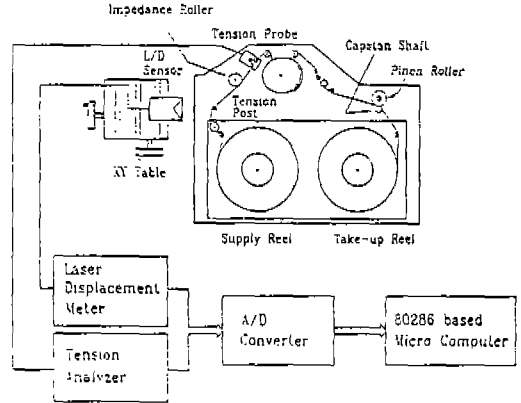 Impedance Roller
Tension Probe
L/D
Sensor
Capstan Shaft
Pinch Roller
Tension
Post
XY Table
Supply Reel
Take-up Reel
Laser
Displacement
Meter
A/D
Converter
80286 based
Micro Computer
Tension
Analyzer